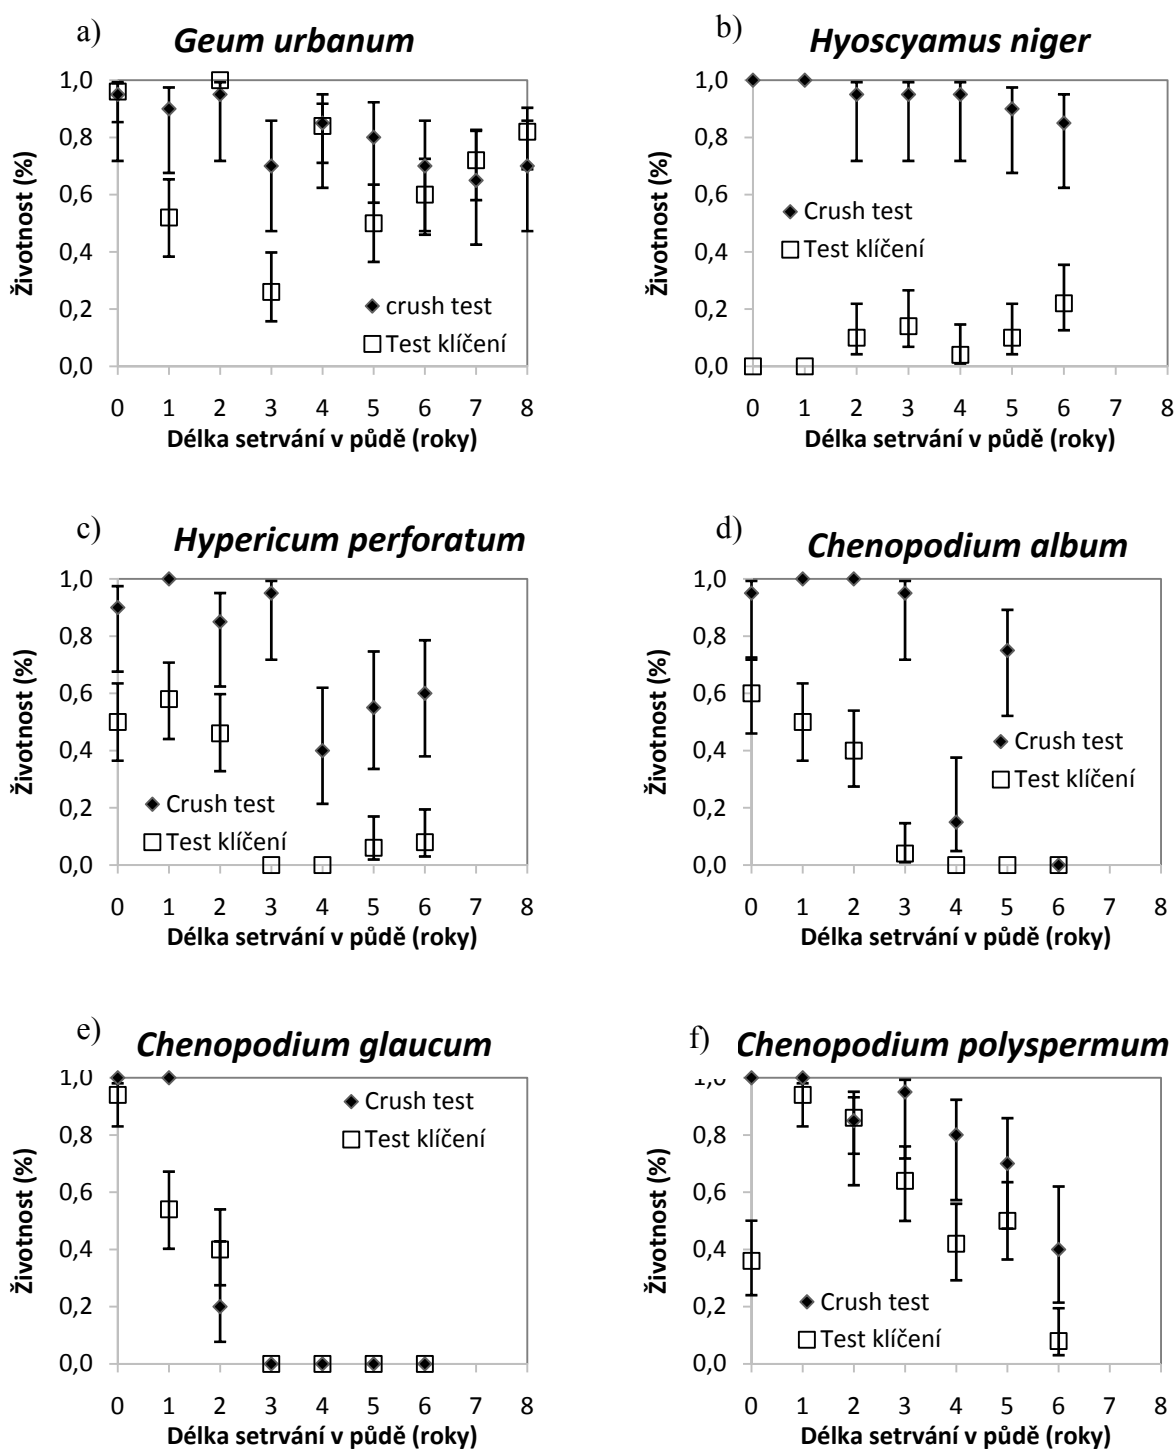 a)
Geum urbanum
1,0
0,8
0,6
0,4
0,2
0,0
Životnost (%)
crush test
Test klíčení
0 1 2 3 4 5 6 7 8
Délka setrvání v půdě (roky)
b)
Hyoscyamus niger
1,0
0,8
0,6
0,4
0,2
0,0
Životnost (%)
Crush test
Test klíčení
0 1 2 3 4 5 6 7 8
Délka setrvání v půdě (roky)
c)
Hypericum perforatum
1,0
0,8
0,6
0,4
0,2
0,0
Životnost (%)
Crush test
Test klíčení
0 1 2 3 4 5 6 7 8
Délka setrvání v půdě (roky)
d)
Chenopodium album
1,0
0,8
0,6
0,4
0,2
0,0
Životnost (%)
Crush test
Test klíčení
0 1 2 3 4 5 6 7 8
Délka setrvání v půdě (roky)
e)
Chenopodium glaucum
1,0
0,8
0,6
0,4
0,2
0,0
Životnost (%)
Crush test
Test klíčení
0 1 2 3 4 5 6 7 8
Délka setrvání v půdě (roky)
f)
Chenopodium polyspermum
1,0
0,8
0,6
0,4
0,2
0,0
Životnost (%)
Crush test
Test klíčení
0 1 2 3 4 5 6 7 8
Délka setrvání v půdě (roky)